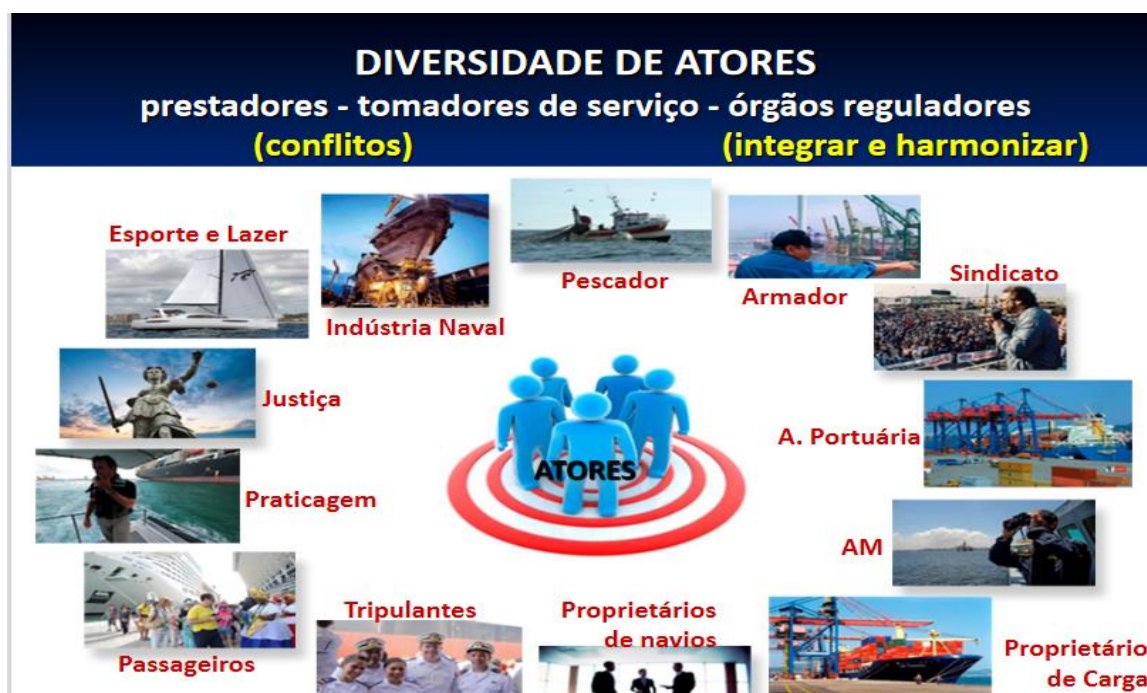 DIVERSIDADE DE ATORES
prestadores - tomadores de serviço - órgãos reguladores
(conflitos) (integrar e harmonizar)
Esporte e Lazer
Indústria Naval
Pescador
Armador
Sindicato
Justiça
A. Portuária
ATORES
Praticagem
AM
Passageiros
Tripulantes
Proprietários
de navios
Proprietário
de Carga